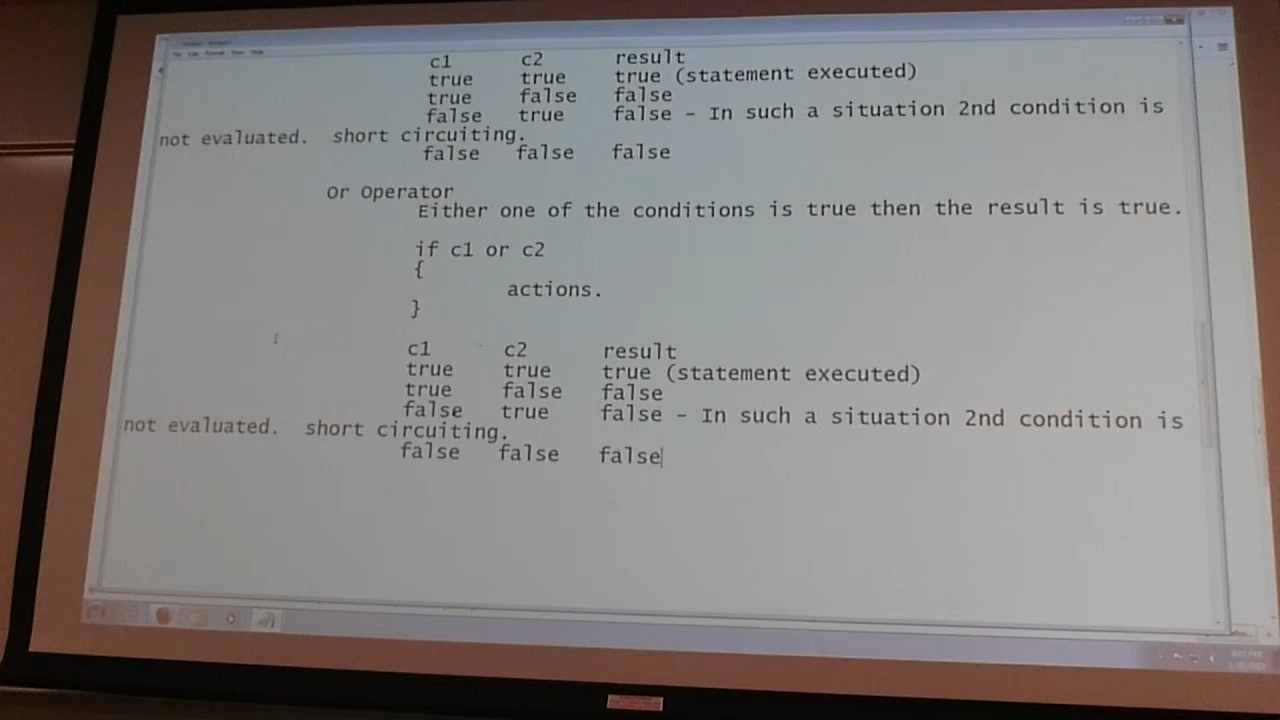 c1 c2 result
true true true (statement executed)
true false false
false true false - In such a situation 2nd condition is
not evaluated. short circuiting.
false false false
Or Operator
Either one of the conditions is true then the result is true.
if c1 or c2
{
actions.
}
c1 c2 result
true true true (statement executed)
true false false
false true false - In such a situation 2nd condition is
not evaluated. short circuiting.
false false false